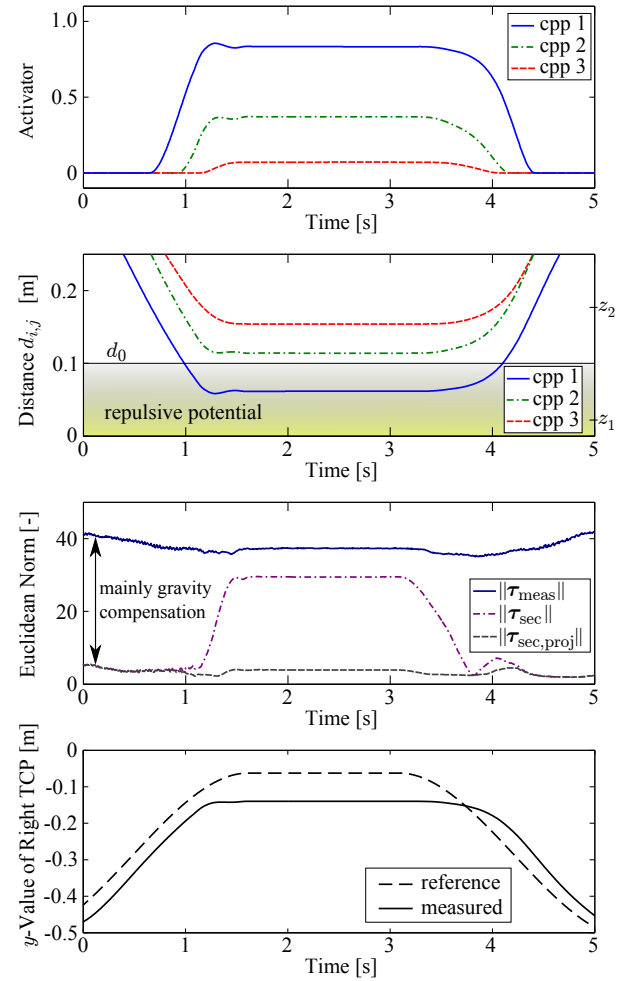 1.0
0.5
0
Activator
cpp 1
cpp 2
cpp 3
0 1 2 3 4 5
Time [s]
0.2
0.1
0
Distance d_{i,j} [m]
d_0
repulsive potential
z_2
z_1
cpp 1
cpp 2
cpp 3
0 1 2 3 4 5
Time [s]
60
40
20
0
Euclidean Norm [-]
mainly gravity
compensation
||τ_meas||
||τ_sec||
||τ_sec,proj||
0 1 2 3 4 5
Time [s]
0
-0.1
-0.2
-0.3
-0.4
-0.5
y-Value of Right TCP [m]
reference
measured
0 1 2 3 4 5
Time [s]